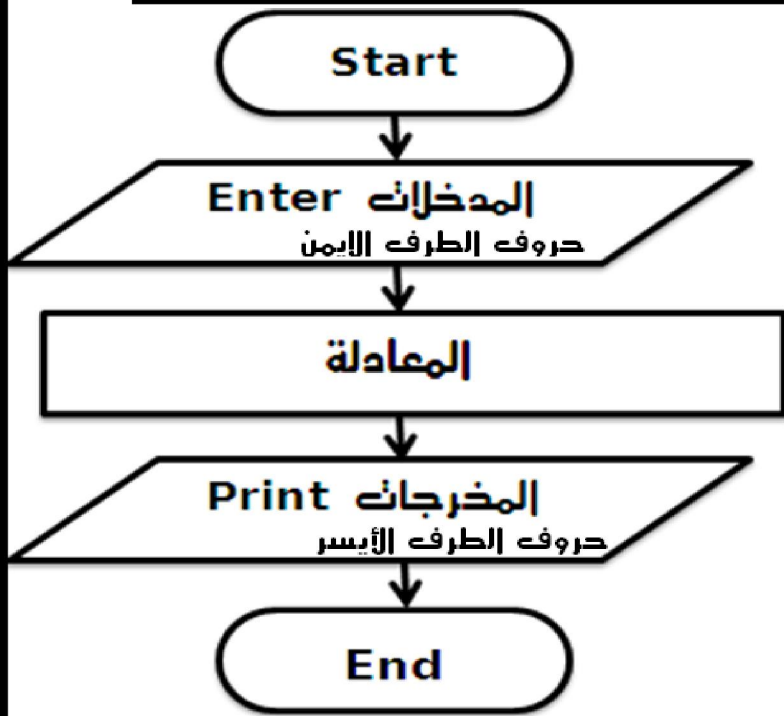 Start
Enter المدخلات
حروف الطرف الايمن
المعادلة
Print المخرجات
حروف الطرف الأيسر
End